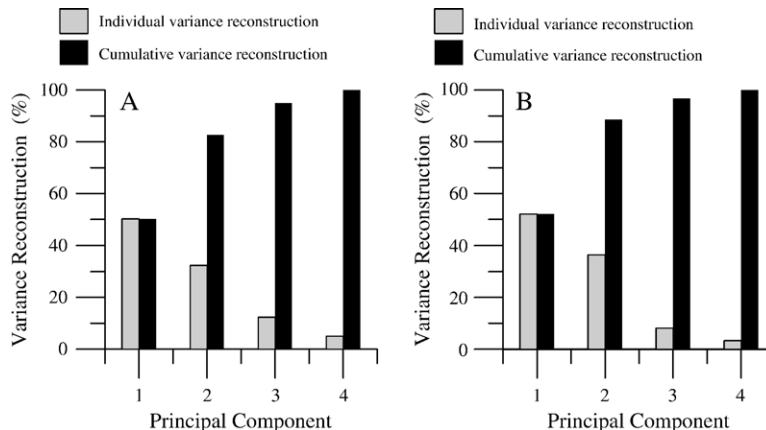 Individual variance reconstruction
Cumulative variance reconstruction
A
Variance Reconstruction (%)
100
80
60
40
20
0
1 2 3 4
Principal Component
Individual variance reconstruction
Cumulative variance reconstruction
B
Variance Reconstruction (%)
100
80
60
40
20
0
1 2 3 4
Principal Component